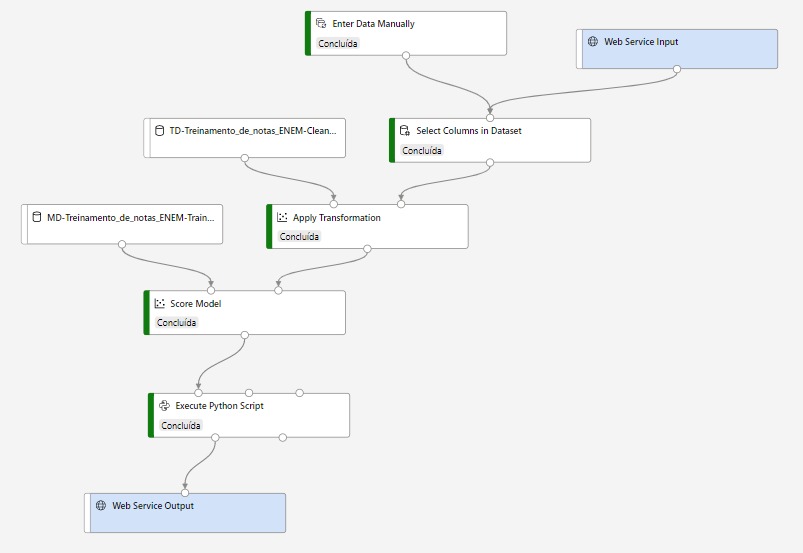 Enter Data Manually
Concluída
Web Service Input
TD-Treinamento_de_notas_ENEM-Clean...
Select Columns in Dataset
Concluída
MD-Treinamento_de_notas_ENEM-Train...
Apply Transformation
Concluída
Score Model
Concluída
Execute Python Script
Concluída
Web Service Output